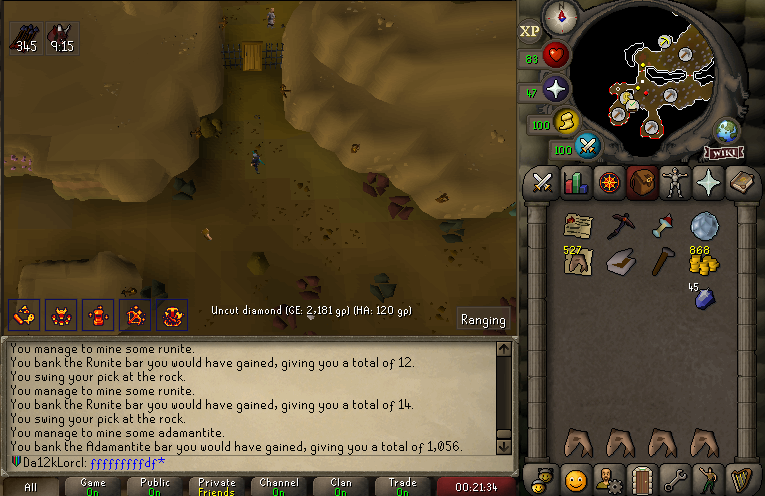 345
9:15
XP
83
47
100
100
WIKI
527
868
45
Uncut diamond (GE: 2,181 gp) (HA: 120 gp)
Ranging
You manage to mine some runite.
You bank the Runite bar you would have gained, giving you a total of 12.
You swing your pick at the rock.
You manage to mine some runite.
You bank the Runite bar you would have gained, giving you a total of 14.
You swing your pick at the rock.
You manage to mine some adamantite.
You bank the Adamantite bar you would have gained, giving you a total of 1,056.
Da12kLorcl: fffffffffdf*
All
Game
On
Public
On
Private
Friends
Channel
On
Clan
On
Trade
On
00:21:34